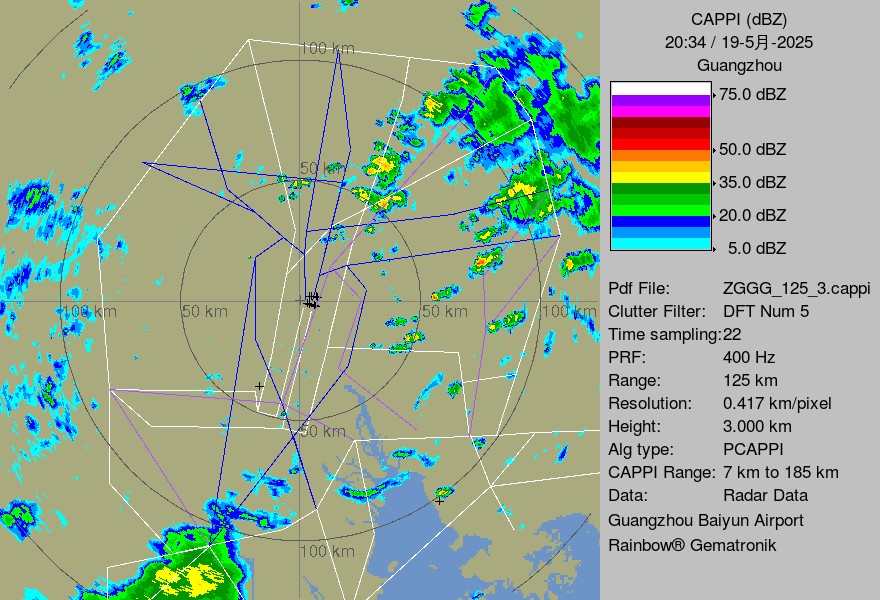 CAPPI (dBZ)
20:34 / 19-5月-2025
Guangzhou
75.0 dBZ
50.0 dBZ
35.0 dBZ
20.0 dBZ
5.0 dBZ
Pdf File: ZGGG_125_3.cappi
Clutter Filter: DFT Num 5
Time sampling:22
PRF: 400 Hz
Range: 125 km
Resolution: 0.417 km/pixel
Height: 3.000 km
Alg type: PCAPPI
CAPPI Range: 7 km to 185 km
Data: Radar Data
Guangzhou Baiyun Airport
Rainbow® Gematronik
100 km
50 km
100 km
50 km
50 km
100 km
50 km
100 km